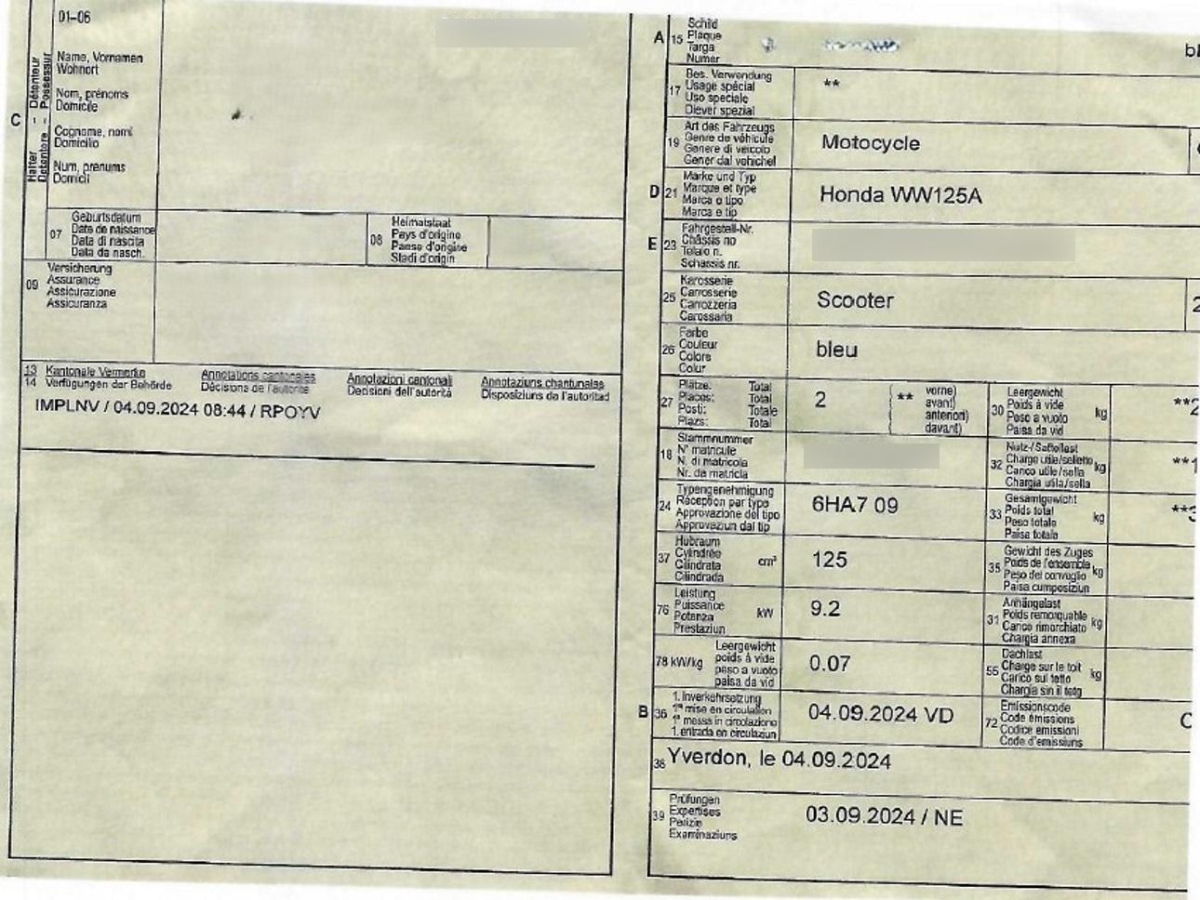 01-06
C
Halter - Détenteur
Detentore - Possessur
Name, Vornamen
Wohnort
Nom, prénoms
Domicile
Cognome, nomi
Domicilio
Num, prenums
Domicil
07
Geburtsdatum
Date de naissance
Data di nascita
Data da nasch.
08
Heimatstaat
Pays d'origine
Paese d'origine
Stadi d'origin
09
Versicherung
Assurance
Assicurazione
Assicuranza
13 Kantonale Vermerke Annotations cantonales Annotazioni cantonali Annotaziuns chantunalas
14 Verfügungen der Behörde Décisions de l'autorité Decisioni dell'autorità Disposiziuns da l'autoritad
IMPLNV / 04.09.2024 08:44 / RPOYV
A 15
Schild
Plaque
Targa
Numer
17
Bes. Verwendung
Usage spécial
Uso speciale
Diever spezial
**
19
Art des Fahrzeugs
Genre de véhicule
Genere di veicolo
Gener dal vehichel
Motocycle
D 21
Marke und Typ
Marque et type
Marca e tipo
Marca e tip
Honda WW125A
E 23
Fahrgestell-Nr.
Châssis no
Telaio n.
Schassis nr.
25
Karosserie
Carrosserie
Carrozzeria
Carossaria
Scooter
26
Farbe
Couleur
Colore
Colur
bleu
27
Plätze: Total
Places: Total
Posti: Totale
Plazs: Total
2
**
vorne)
avant)
anteriori)
davant)
30
Leergewicht
Poids à vide
Peso a vuoto
Paisa da vid
kg
**2
18
Stammnummer
N° matricule
N. di matricola
Nr. da matricla
32
Nutz-/Sattellast
Charge utile/sellette
Carico utile/sella
Chargia utila/sella
kg
**1
24
Typengenehmigung
Réception par type
Approvazione del tipo
Approvaziun dal tip
6HA7 09
33
Gesamtgewicht
Poids total
Peso totale
Paisa totala
kg
**3
37
Hubraum
Cylindrée
Cilindrata
Cilindrada
cm³
125
35
Gewicht des Zuges
Poids de l'ensemble
Peso del convoglio
Paisa cumposiziun
kg
76
Leistung
Puissance
Potenza
Prestaziun
kW
9.2
31
Anhängelast
Poids remorquable
Carico rimorchiato
Chargia annexa
kg
78 kW/kg
Leergewicht
poids à vide
peso a vuoto
paisa da vid
0.07
55
Dachlast
Charge sur le toit
Carico sul tetto
Chargia sin il tetg
kg
B 36
1. Inverkehrsetzung
1re mise en circulation
1a messa in circolazione
1. entrada en circulaziun
04.09.2024 VD
72
Emissionscode
Code émissions
Codice emissioni
Code d'emissiuns
38 Yverdon, le 04.09.2024
39
Prüfungen
Expertises
Perizie
Examinaziuns
03.09.2024 / NE